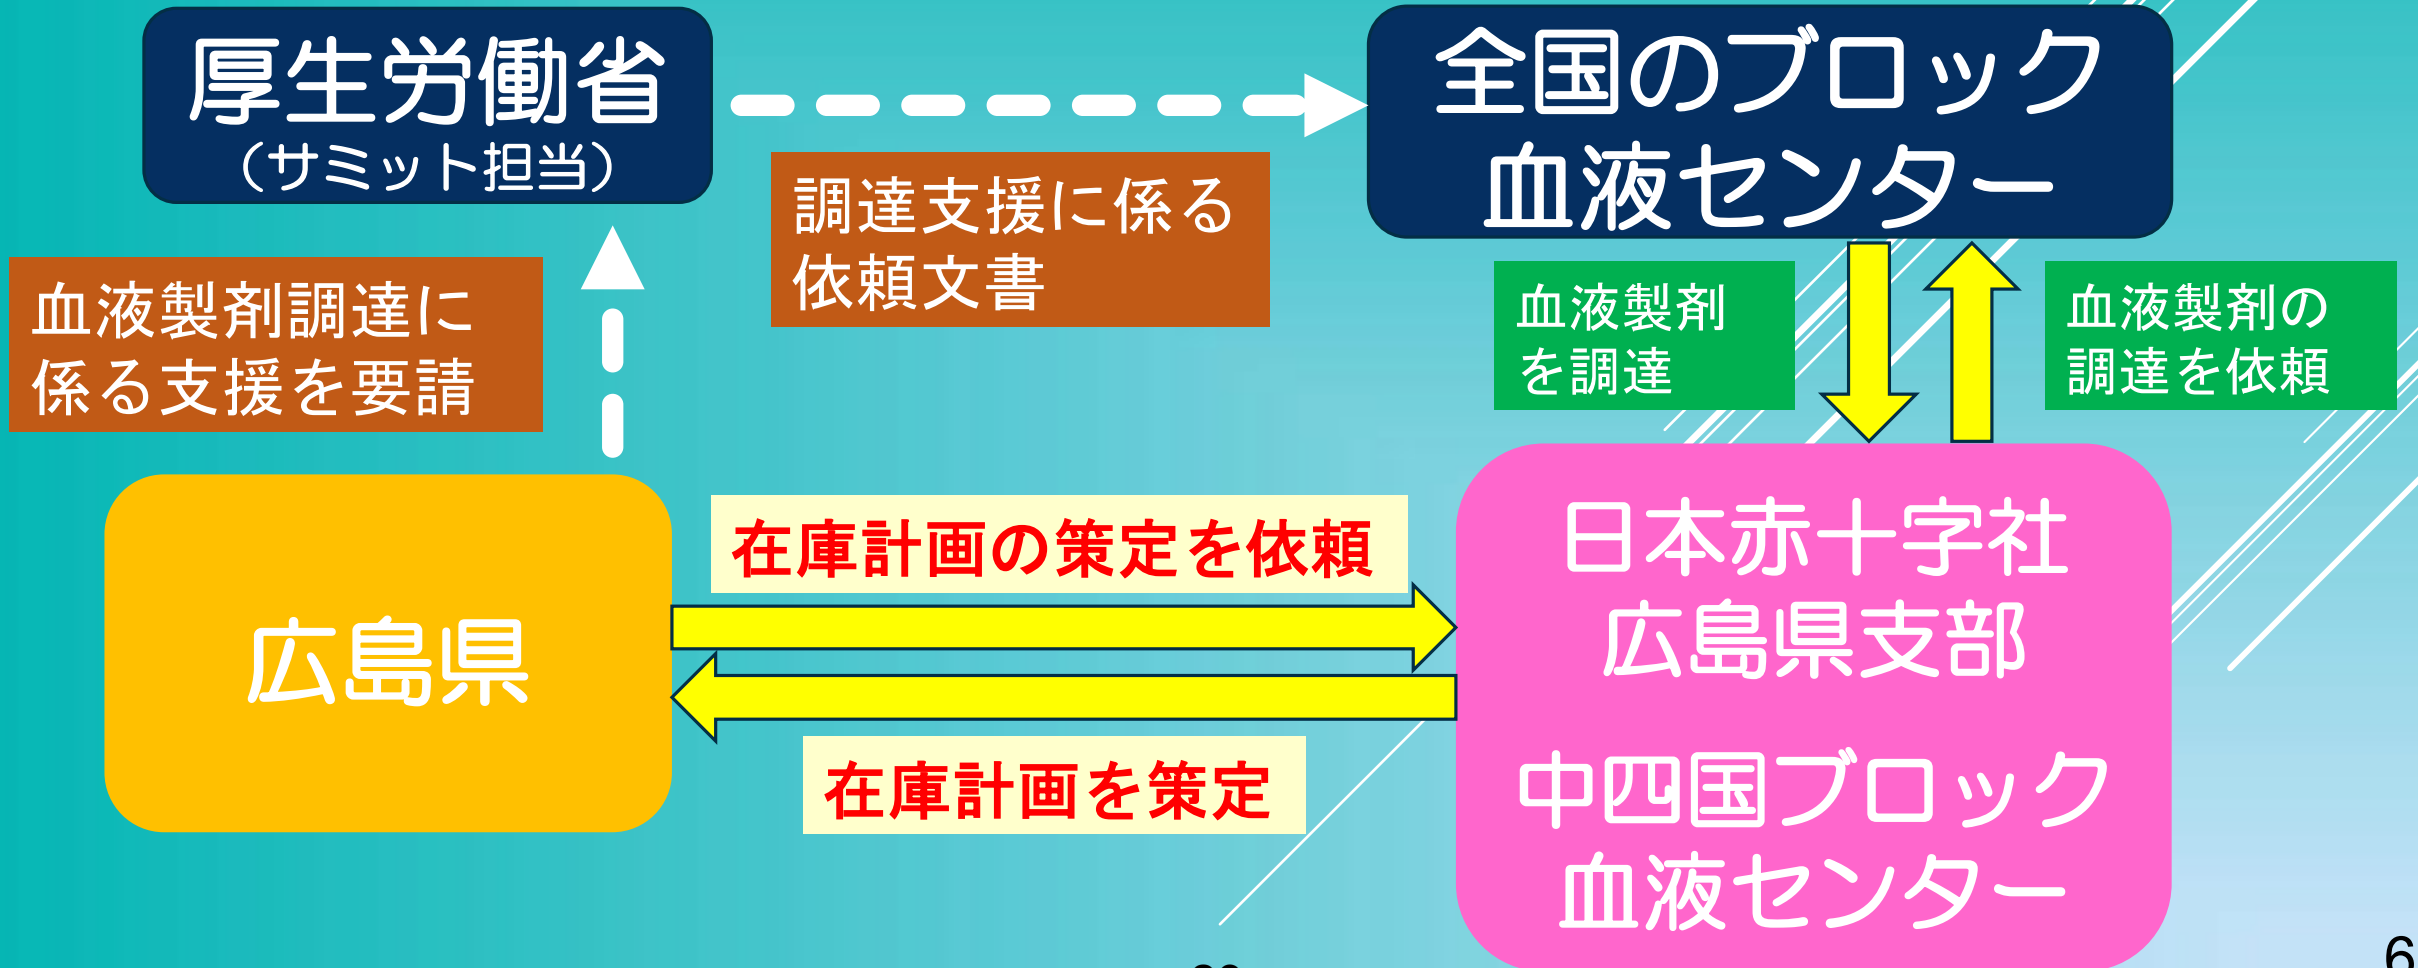 厚生労働省
（サミット担当）
全国のブロック
血液センター
調達支援に係る
依頼文書
血液製剤調達に
係る支援を要請
血液製剤
を調達
血液製剤の
調達を依頼
広島県
在庫計画の策定を依頼
在庫計画を策定
日本赤十字社
広島県支部
中四国ブロック
血液センター
6